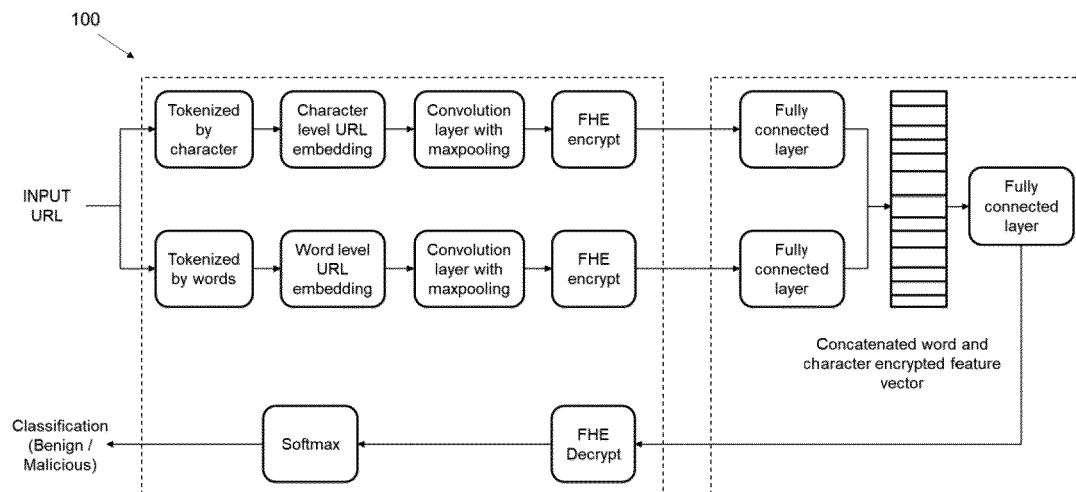 100
Tokenized
by
character
Character
level URL
embedding
Convolution
layer with
maxpooling
FHE
encrypt
Fully
connected
layer
INPUT
URL
Fully
connected
layer
Tokenized
by words
Word level
URL
embedding
Convolution
layer with
maxpooling
FHE
encrypt
Fully
connected
layer
Concatenated word and
character encrypted feature
vector
Classification
(Benign /
Malicious)
Softmax
FHE
Decrypt